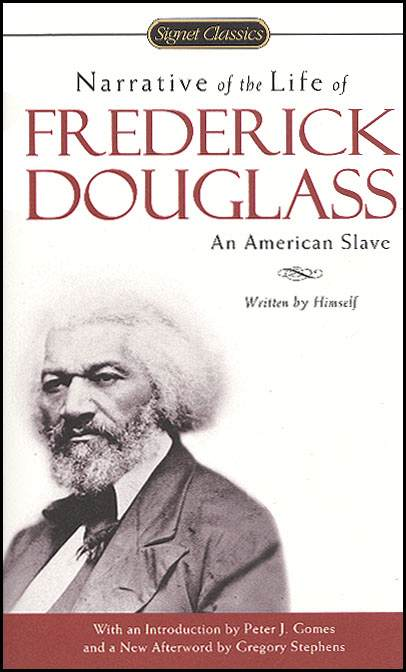 Signet Classics
Narrative of the Life of
FREDERICK
DOUGLASS
An American Slave
Written by Himself
With an Introduction by Peter J. Gomes
and a New Afterword by Gregory Stephens